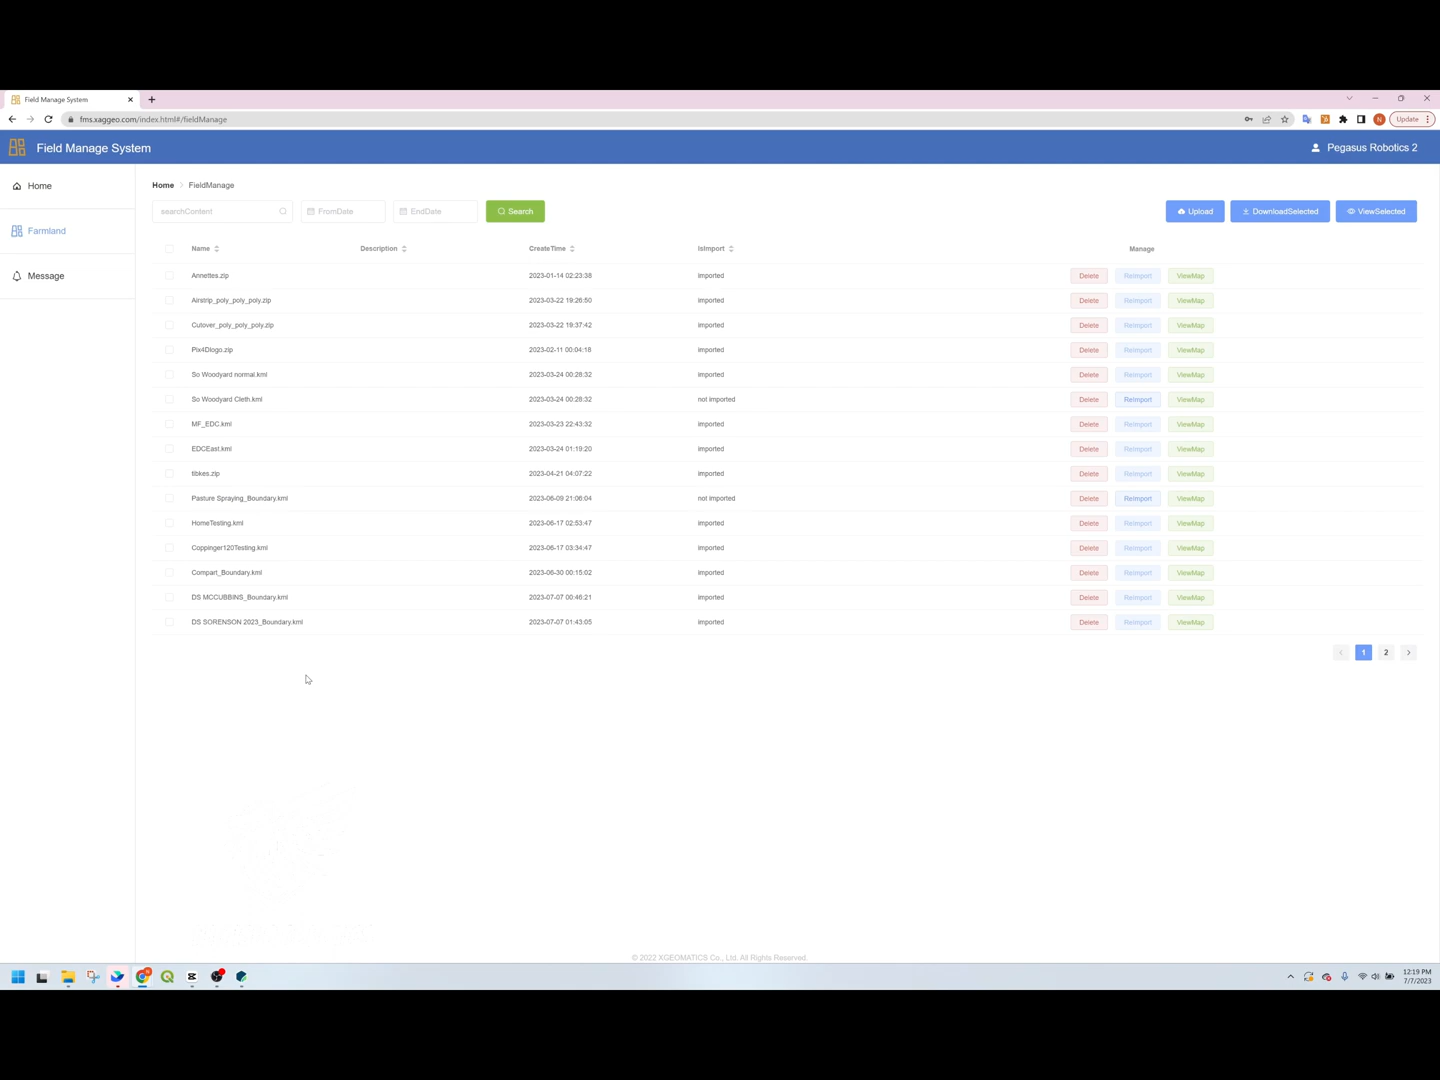 Field Manage System
fms.xaggeo.com/index.html#/fieldManage
N
Update
Field Manage System
Pegasus Robotics 2
Home
Farmland
Message
Home FieldManage
searchContent FromDate EndDate Search Upload DownloadSelected ViewSelected
Name Description CreateTime IsImport Manage
Annettes.zip 2023-01-14 02:23:38 imported Delete Reimport ViewMap
Airstrip_poly_poly_poly.zip 2023-03-22 19:26:50 imported Delete Reimport ViewMap
Cutover_poly_poly_poly.zip 2023-03-22 19:37:42 imported Delete Reimport ViewMap
Pix4Dlogo.zip 2023-02-11 00:04:18 imported Delete Reimport ViewMap
So Woodyard normal.kml 2023-03-24 00:28:32 imported Delete Reimport ViewMap
So Woodyard Cleth.kml 2023-03-24 00:28:32 not imported Delete Reimport ViewMap
MF_EDC.kml 2023-03-23 22:43:32 imported Delete Reimport ViewMap
EDCEast.kml 2023-03-24 01:19:20 imported Delete Reimport ViewMap
tibkes.zip 2023-04-21 04:07:22 imported Delete Reimport ViewMap
Pasture Spraying_Boundary.kml 2023-06-09 21:06:04 not imported Delete Reimport ViewMap
HomeTesting.kml 2023-06-17 02:53:47 imported Delete Reimport ViewMap
Coppinger120Testing.kml 2023-06-17 03:34:47 imported Delete Reimport ViewMap
Compart_Boundary.kml 2023-06-30 00:15:02 imported Delete Reimport ViewMap
DS MCCUBBINS_Boundary.kml 2023-07-07 00:46:21 imported Delete Reimport ViewMap
DS SORENSON 2023_Boundary.kml 2023-07-07 01:43:05 imported Delete Reimport ViewMap
1 2
© 2022 XGEOMATICS Co., Ltd. All Rights Reserved.
12:19 PM
7/7/2023